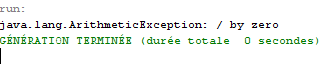 run:
java.lang.ArithmeticException: / by zero
GÉNÉRATION TERMINÉE (durée totale  0 secondes)